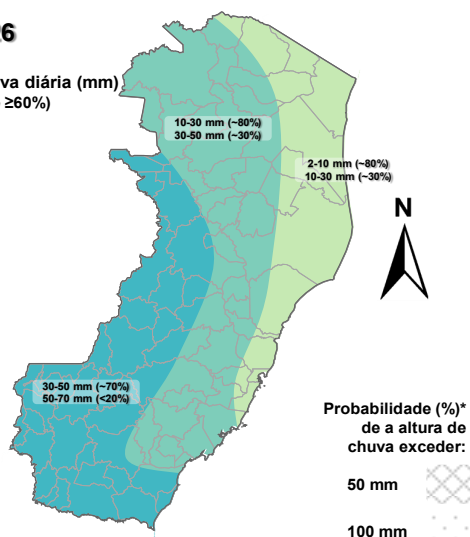 6
va diária (mm)
≥60%)
10-30 mm (~80%)
30-50 mm (~30%)
2-10 mm (~80%)
10-30 mm (~30%)
N
30-50 mm (~70%)
50-70 mm (<20%)
Probabilidade (%)*
de a altura de
chuva exceder:
50 mm
100 mm